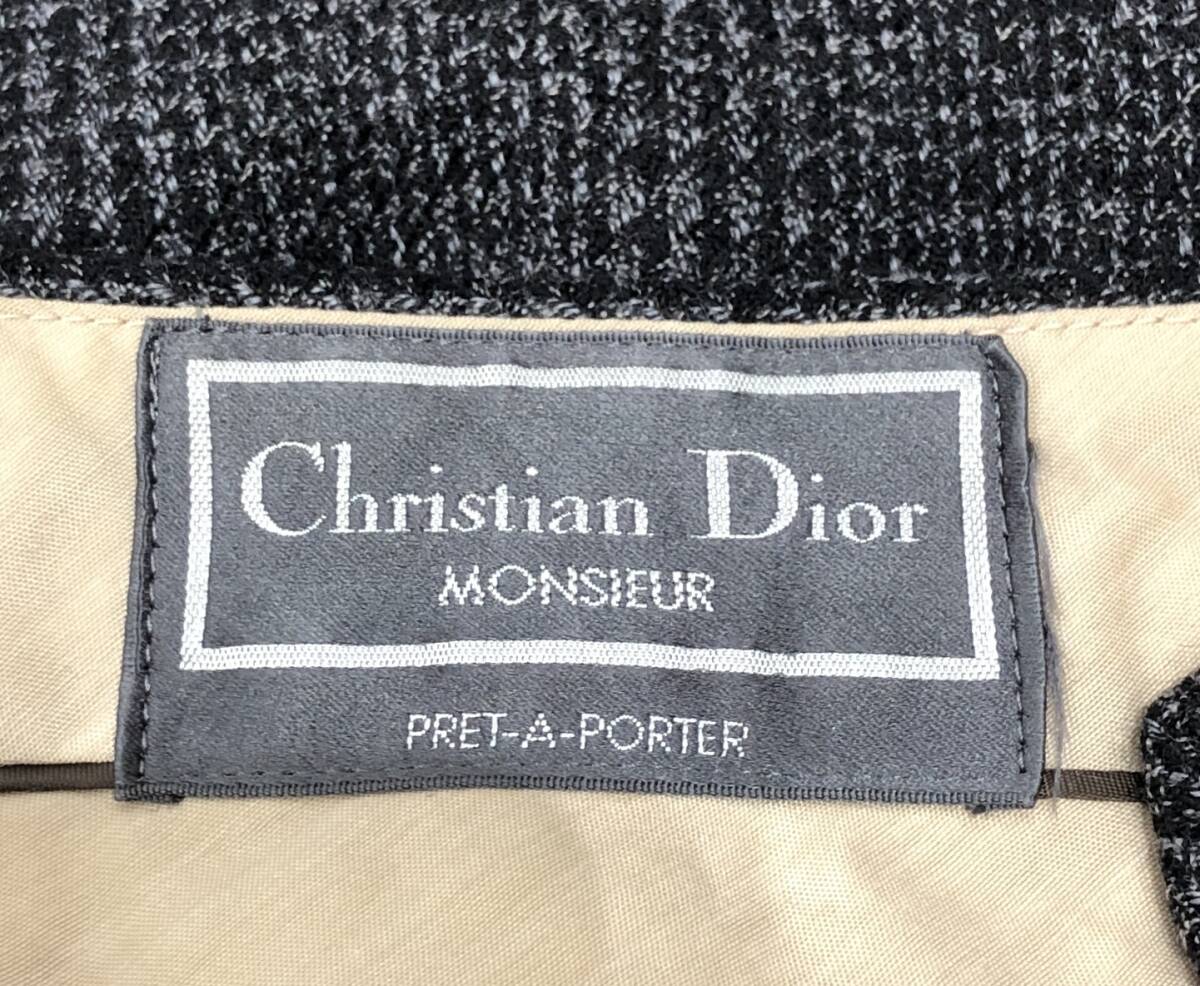 Christian Dior
MONSIEUR
PRET-A-PORTER